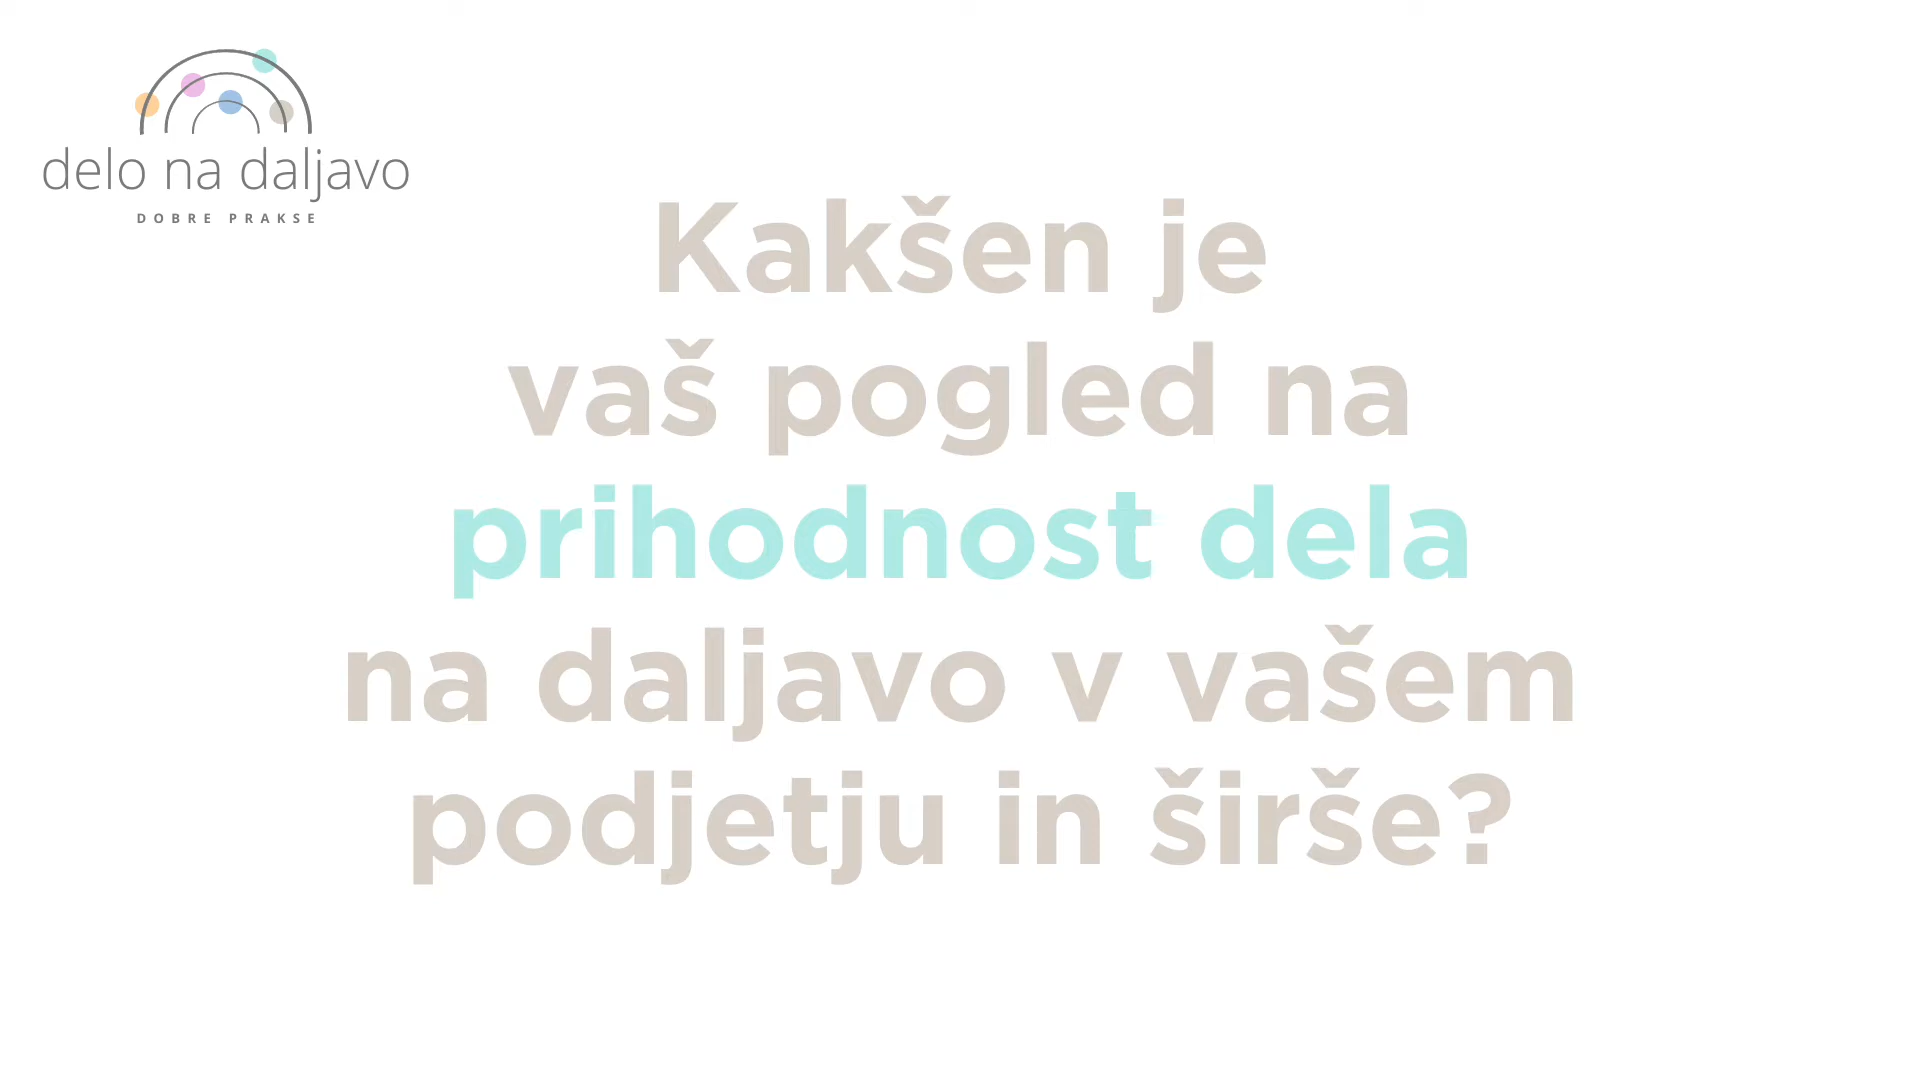 delo na daljavo
DOBRE PRAKSE
Kakšen je
vaš pogled na
prihodnost dela
na daljavo v vašem
podjetju in širše?